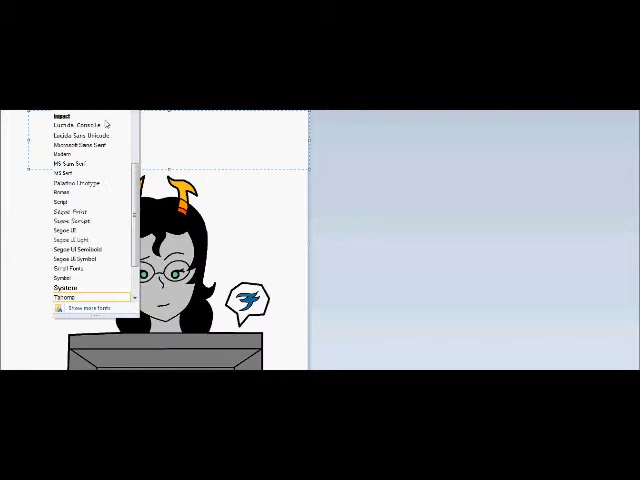 Impact
Lucida Console
Lucida Sans Unicode
Microsoft Sans Serif
Modern
MS Sans Serif
MS Serif
Palatino Linotype
Roman
Script
Segoe Print
Segoe Script
Segoe UI
Segoe UI Light
Segoe UI Semibold
Segoe UI Symbol
Small Fonts
Symbol
System
Tahoma
Show more fonts